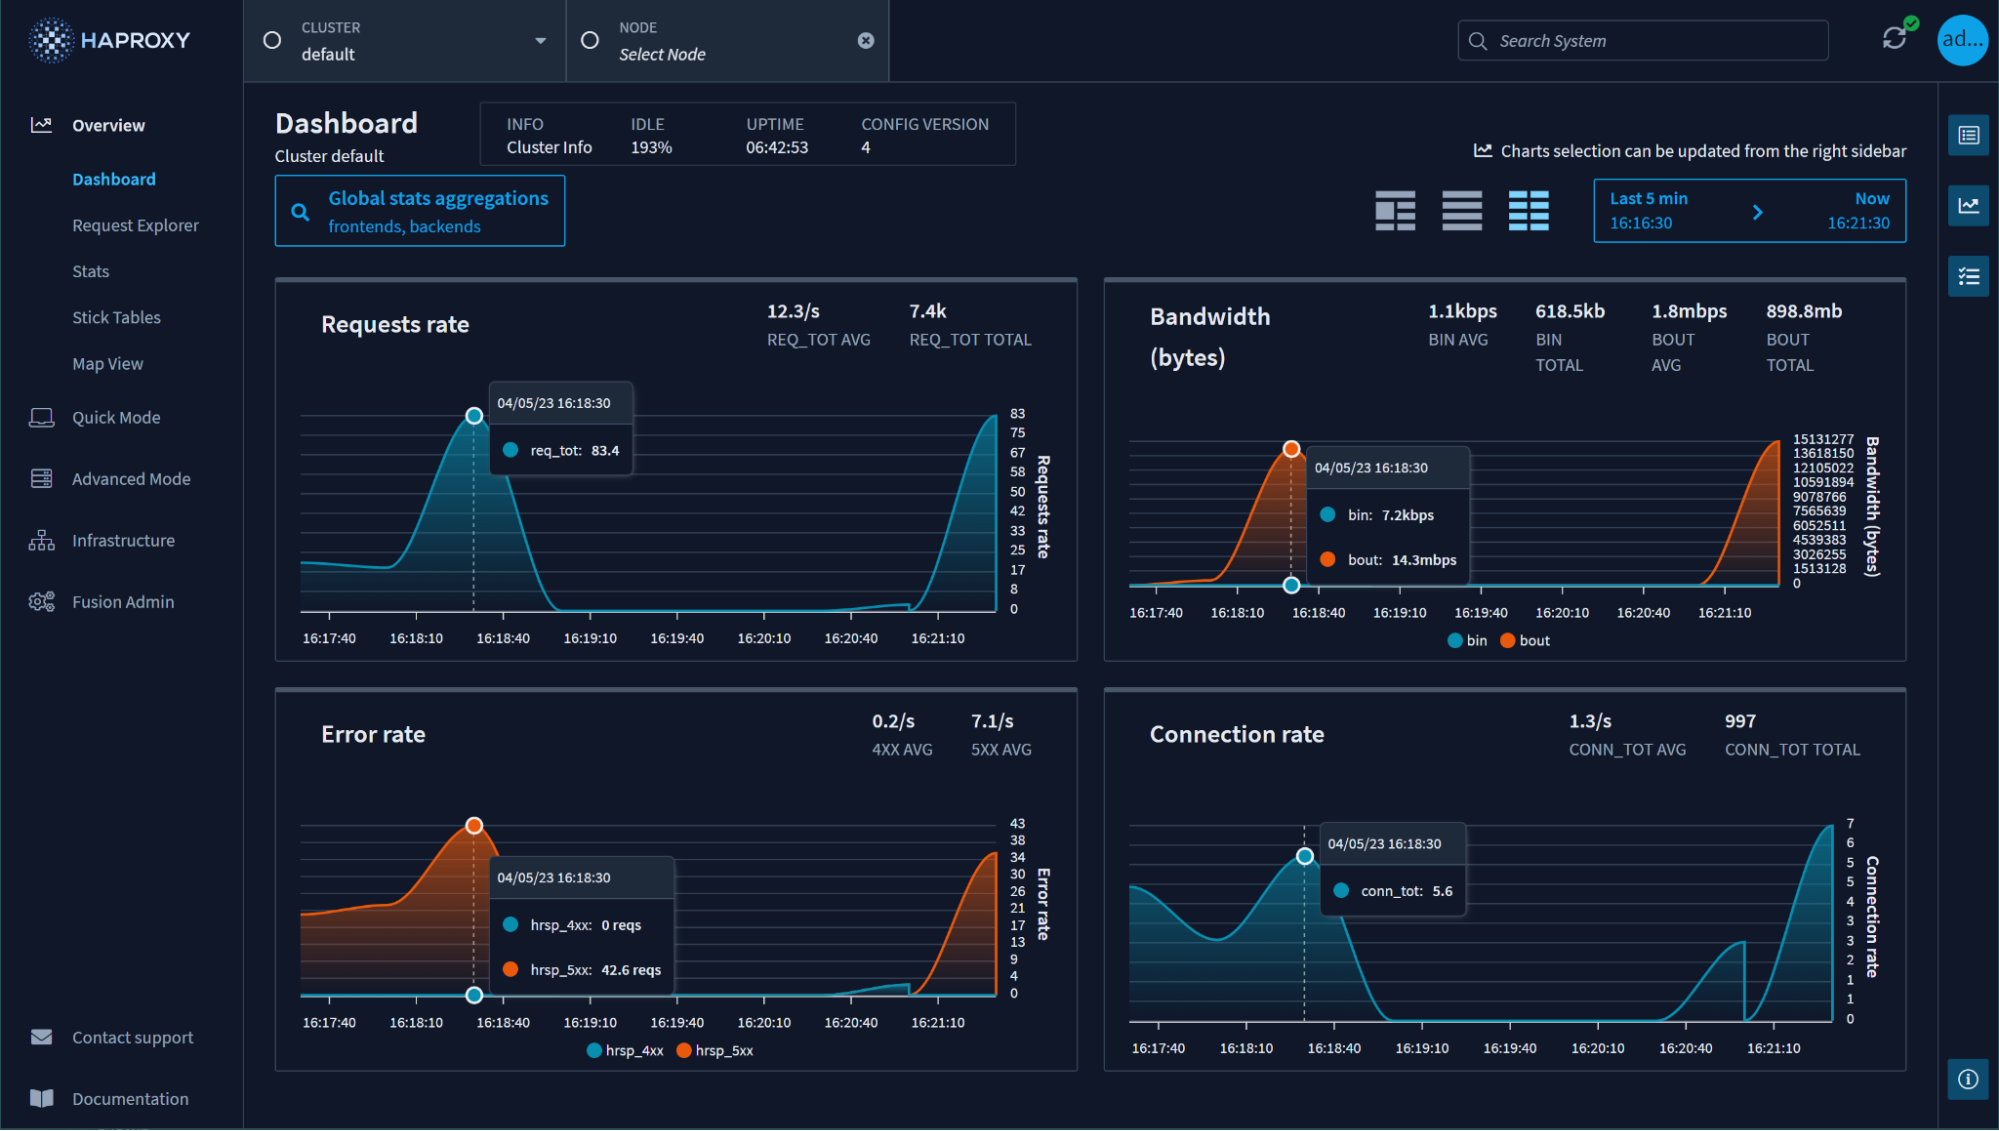 HAPROXY
CLUSTER
default
NODE
Select Node
Search System
ad...
Overview
Dashboard
Request Explorer
Stats
Stick Tables
Map View
Quick Mode
Advanced Mode
Infrastructure
Fusion Admin
Contact support
Documentation
Dashboard
Cluster default
INFO IDLE UPTIME CONFIG VERSION
Cluster Info 193% 06:42:53 4
Charts selection can be updated from the right sidebar
Global stats aggregations
frontends, backends
Last 5 min Now
16:16:30 16:21:30
Requests rate
12.3/s 7.4k
REQ_TOT AVG REQ_TOT TOTAL
04/05/23 16:18:30
req_tot: 83.4
83
75
67
58
50
42
33
25
17
8
0
Requests rate
16:17:40 16:18:10 16:18:40 16:19:10 16:19:40 16:20:10 16:20:40 16:21:10
Bandwidth
(bytes)
1.1kbps 618.5kb 1.8mbps 898.8mb
BIN AVG BIN TOTAL BOUT AVG BOUT TOTAL
04/05/23 16:18:30
bin: 7.2kbps
bout: 14.3mbps
15131277
13618150
12105022
10591894
9078766
7565639
6052511
4539383
3026255
1513128
0
Bandwidth (bytes)
16:17:40 16:18:10 16:18:40 16:19:10 16:19:40 16:20:10 16:20:40 16:21:10
bin bout
Error rate
0.2/s 7.1/s
4XX AVG 5XX AVG
04/05/23 16:18:30
hrsp_4xx: 0 reqs
hrsp_5xx: 42.6 reqs
43
38
34
30
26
21
17
13
9
4
0
Error rate
16:17:40 16:18:10 16:18:40 16:19:10 16:19:40 16:20:10 16:20:40 16:21:10
hrsp_4xx hrsp_5xx
Connection rate
1.3/s 997
CONN_TOT AVG CONN_TOT TOTAL
04/05/23 16:18:30
conn_tot: 5.6
7
6
5
5
4
3
3
2
1
1
0
Connection rate
16:17:40 16:18:10 16:18:40 16:19:10 16:19:40 16:20:10 16:20:40 16:21:10